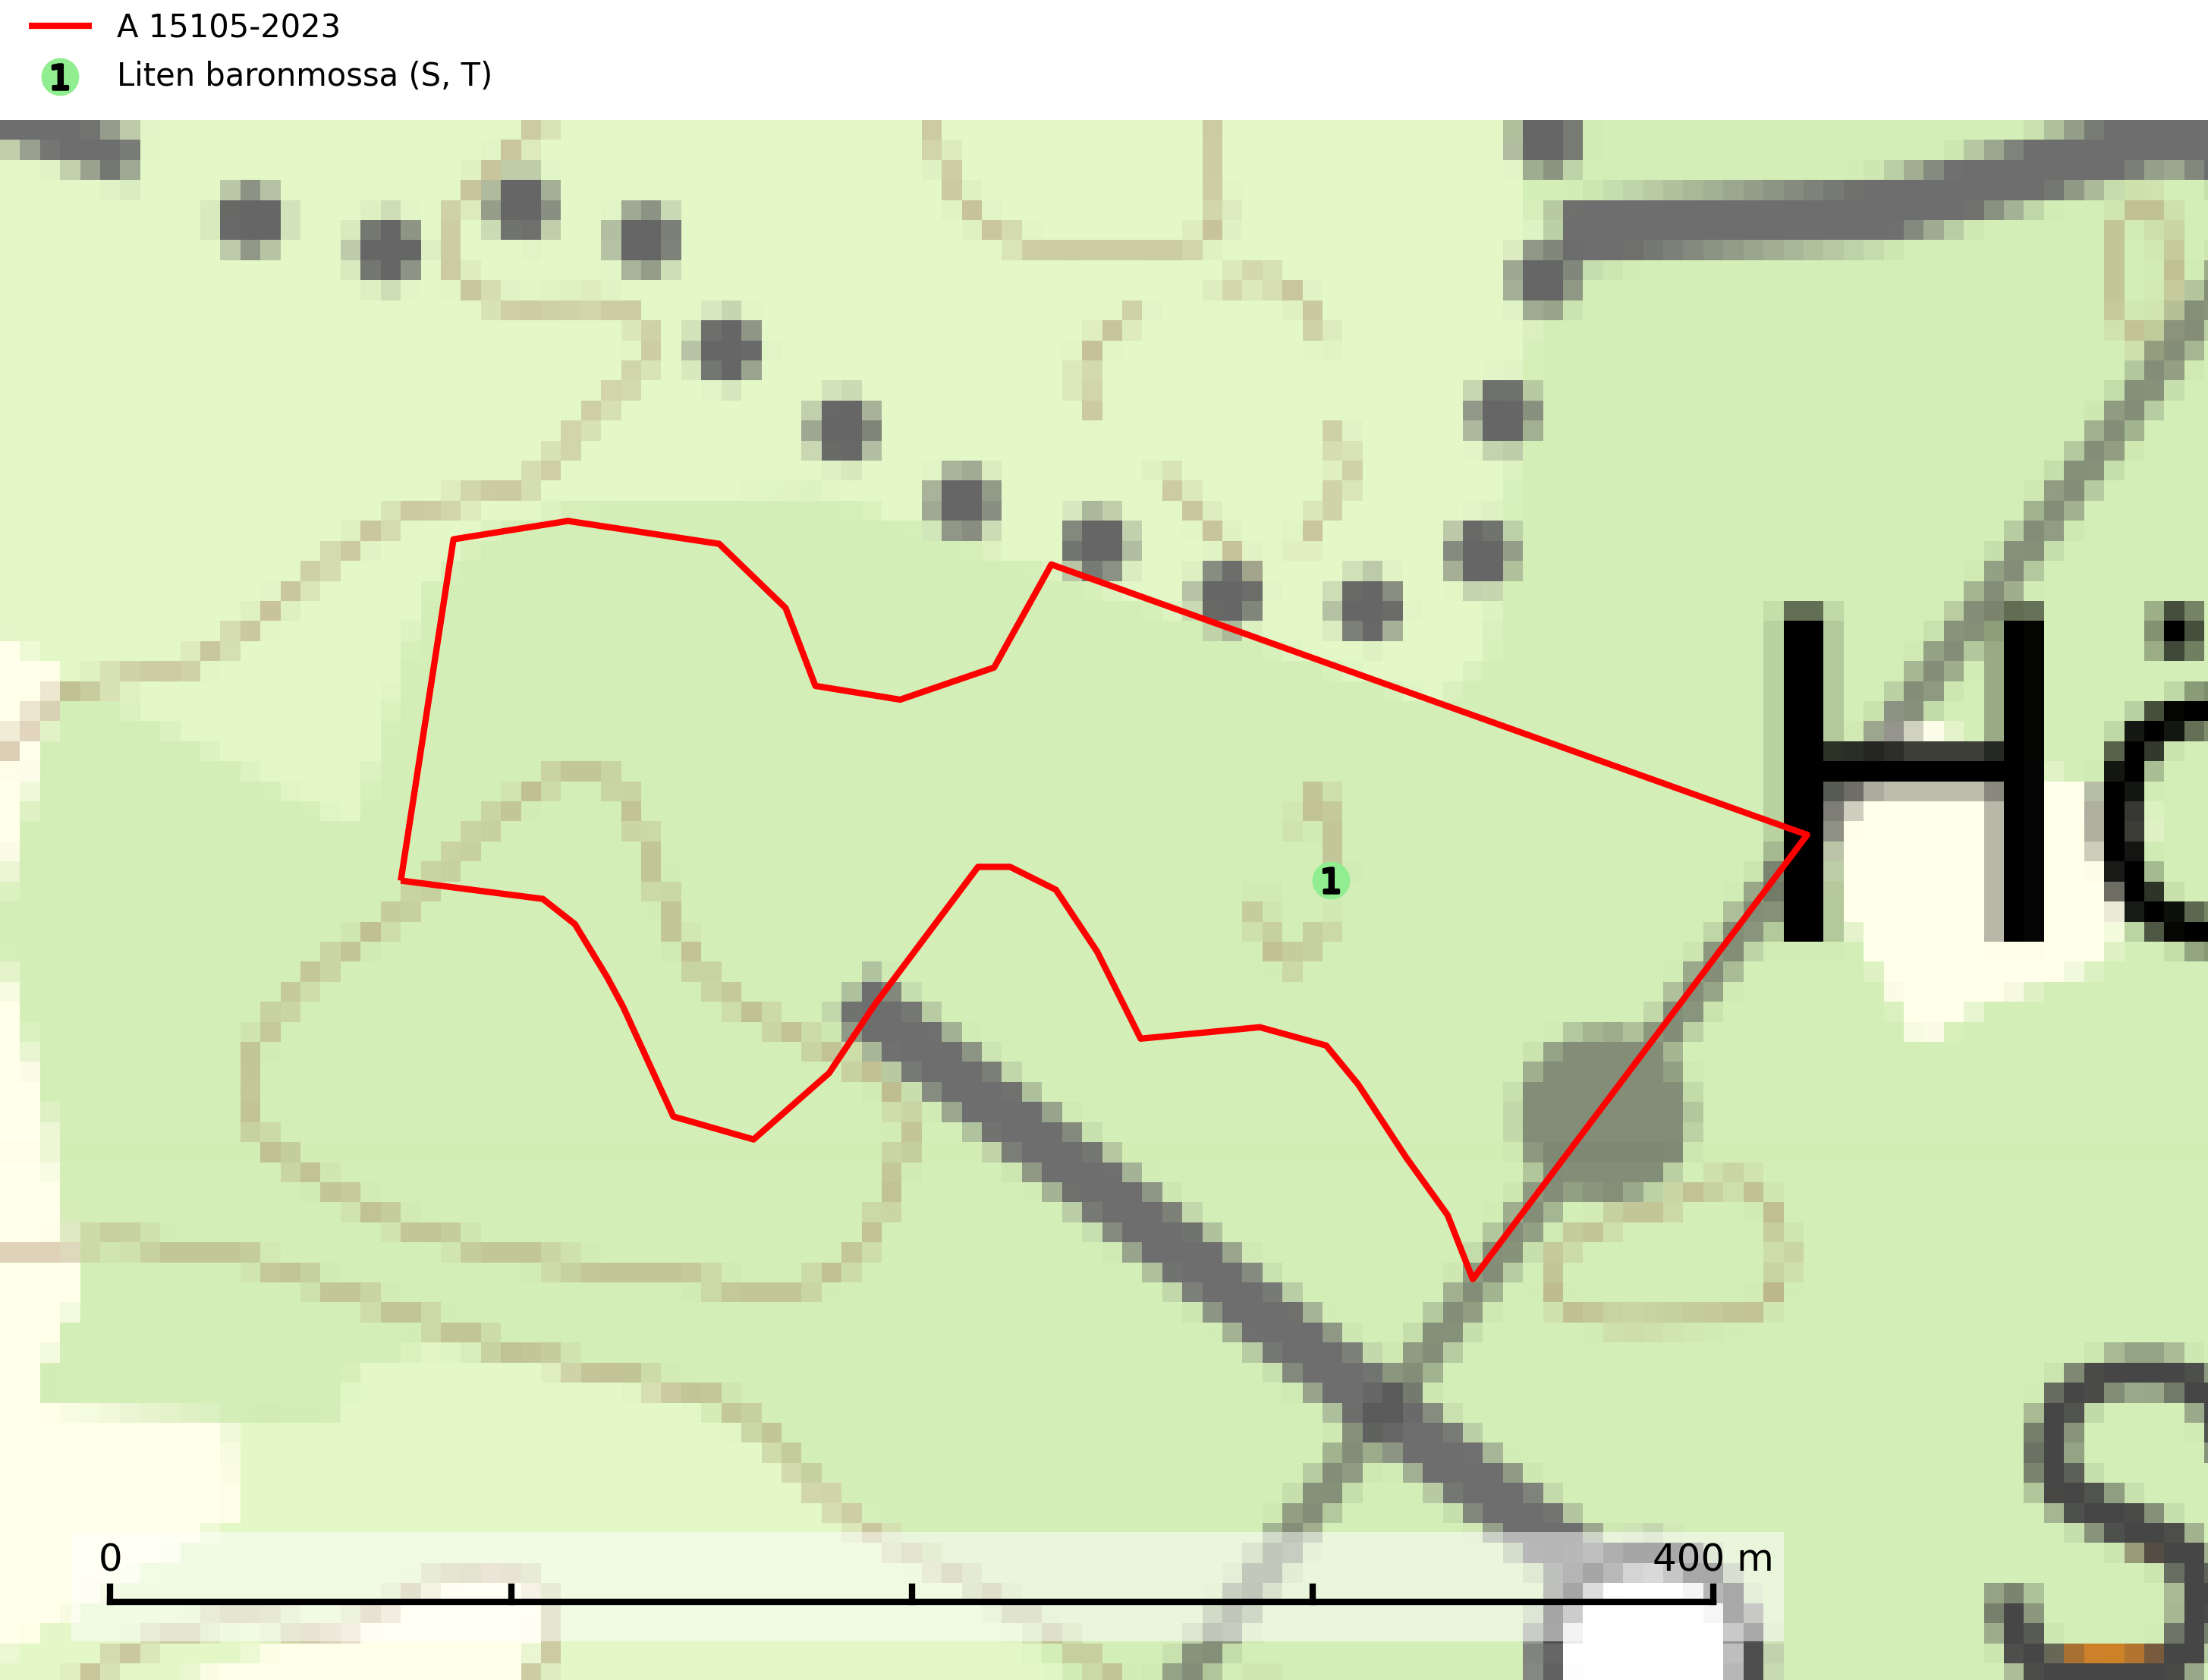 A 15105-2023
1 Liten baronmossa (S, T)
1
0 400 m